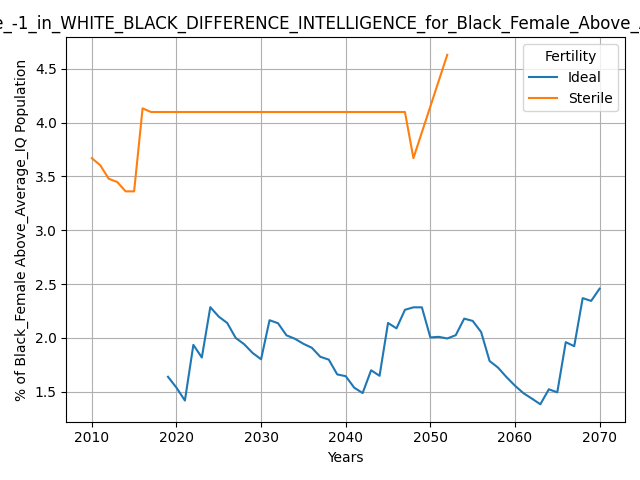 e_-1_in_WHITE_BLACK_DIFFERENCE_INTELLIGENCE_for_Black_Female_Above_
% of Black_Female Above_Average_IQ Population
4.5
4.0
3.5
3.0
2.5
2.0
1.5
Fertility
Ideal
Sterile
2010 2020 2030 2040 2050 2060 2070
Years